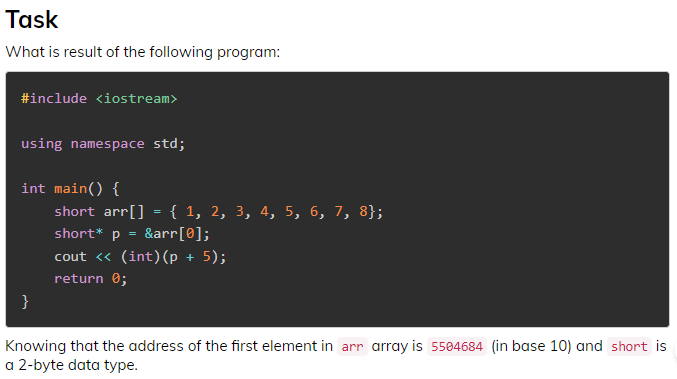 Task
What is result of the following program:
#include <iostream>
using namespace std;
int main() {
    short arr[] = { 1, 2, 3, 4, 5, 6, 7, 8};
    short* p = &arr[0];
    cout << (int)(p + 5);
    return 0;
}
Knowing that the address of the first element in arr array is 5504684 (in base 10) and short is
a 2-byte data type.